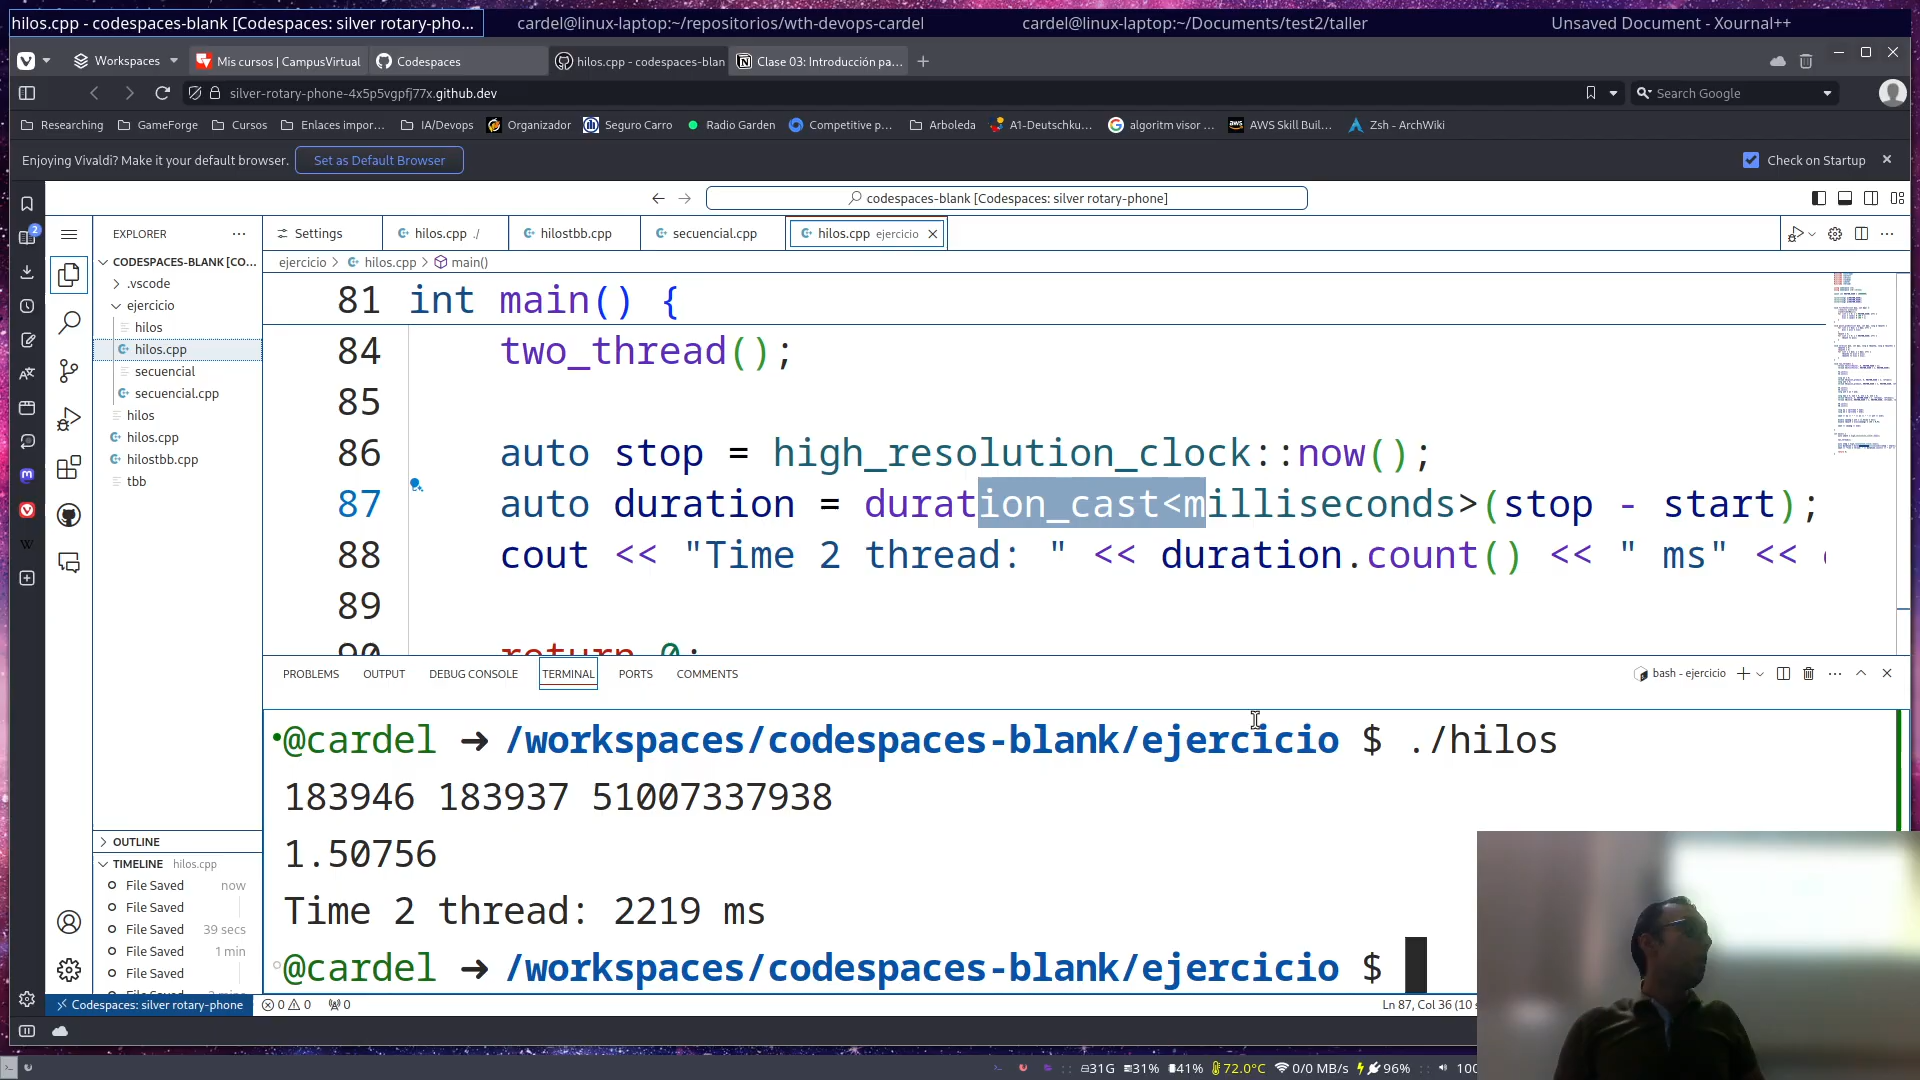 hilos.cpp - codespaces-blank [Codespaces: silver rotary-pho...
cardel@linux-laptop:~/repositorios/wth-devops-cardel
cardel@linux-laptop:~/Documents/test2/taller
Unsaved Document - Xournal++
Workspaces
Mis cursos | CampusVirtual
Codespaces
hilos.cpp - codespaces-blan
Clase 03: Introducción pa...
silver-rotary-phone-4x5p5vgpfj77x.github.dev
Search Google
Researching
GameForge
Cursos
Enlaces impor...
IA/Devops
Organizador
Seguro Carro
Radio Garden
Competitive p...
Arboleda
A1-Deutschku...
algoritm visor ...
AWS Skill Buil...
Zsh - ArchWiki
Enjoying Vivaldi? Make it your default browser.
Set as Default Browser
Check on Startup
codespaces-blank [Codespaces: silver rotary-phone]
2
EXPLORER
Settings
hilos.cpp ./
hilostbb.cpp
secuencial.cpp
hilos.cpp ejercicio
CODESPACES-BLANK [CO...
.vscode
ejercicio
hilos
hilos.cpp
secuencial
secuencial.cpp
hilos
hilos.cpp
hilostbb.cpp
tbb
ejercicio > hilos.cpp > main()
81 int main() {
84 two_thread();
85
86 auto stop = high_resolution_clock::now();
87 auto duration = duration_cast<milliseconds>(stop - start);
88 cout << "Time 2 thread: " << duration.count() << " ms" <<
89
90 return 0;
PROBLEMS
OUTPUT
DEBUG CONSOLE
TERMINAL
PORTS
COMMENTS
bash - ejercicio
@cardel ➜ /workspaces/codespaces-blank/ejercicio $ ./hilos
183946 183937 51007337938
1.50756
Time 2 thread: 2219 ms
@cardel ➜ /workspaces/codespaces-blank/ejercicio $
OUTLINE
TIMELINE hilos.cpp
File Saved now
File Saved
File Saved 39 secs
File Saved 1 min
File Saved
Codespaces: silver rotary-phone
0 0
0
Ln 87, Col 36 (10
31G
31%
41%
72.0°C
0/0 MB/s
96%
100